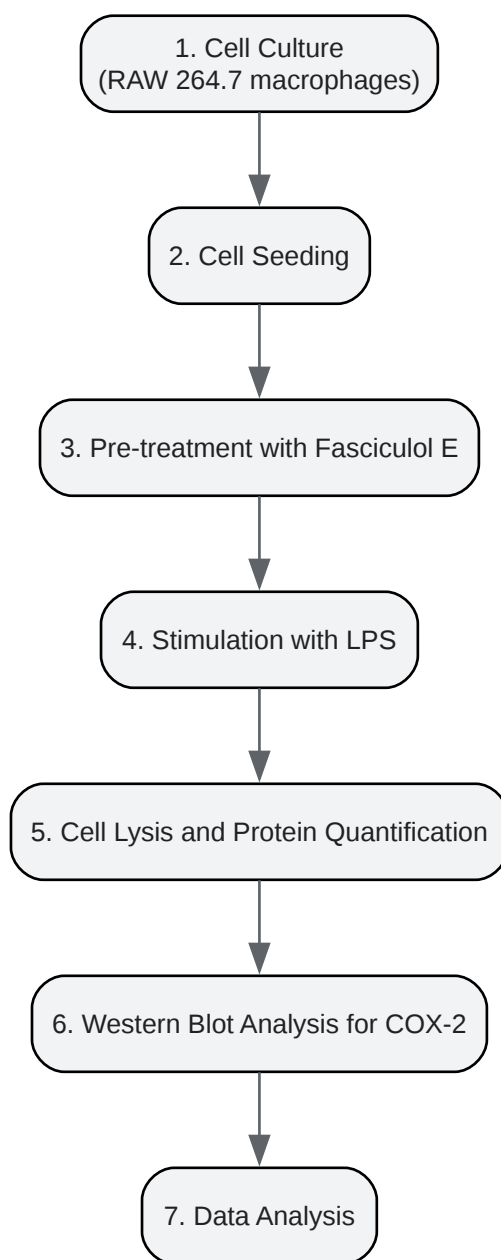 1. Cell Culture
(RAW 264.7 macrophages)
2. Cell Seeding
3. Pre-treatment with Fasciculol E
4. Stimulation with LPS
5. Cell Lysis and Protein Quantification
6. Western Blot Analysis for COX-2
7. Data Analysis